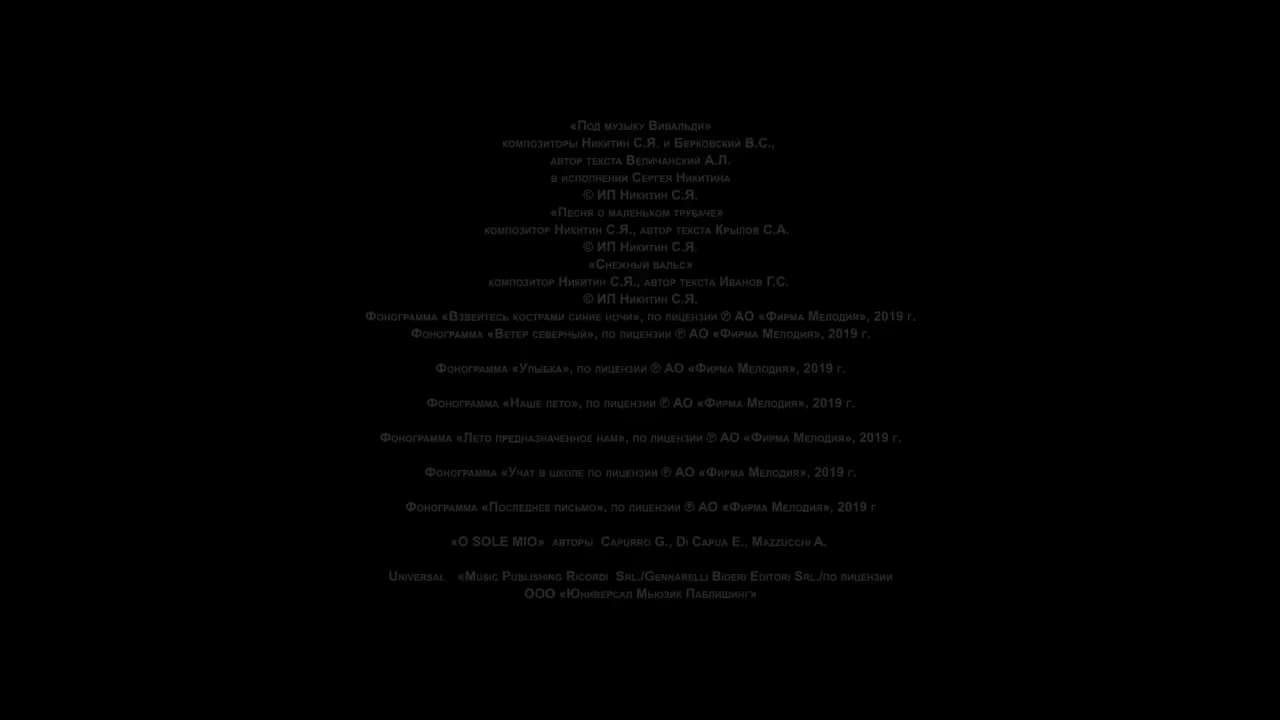 «Под музыку Вивальди»
композиторы Никитин С.Я. и Берковский В.С.,
автор текста Величанский А.Л.
в исполнении Сергея Никитина
© ИП Никитин С.Я.
«Песня о маленьком трубаче»
композитор Никитин С.Я., автор текста Крылов С.А.
© ИП Никитин С.Я.
«Снежный вальс»
композитор Никитин С.Я., автор текста Иванов Г.С.
© ИП Никитин С.Я.
Фонограмма «Взвейтесь кострами синие ночи», по лицензии ℗ АО «Фирма Мелодия», 2019 г.
Фонограмма «Ветер северный», по лицензии ℗ АО «Фирма Мелодия», 2019 г.
Фонограмма «Улыбка», по лицензии ℗ АО «Фирма Мелодия», 2019 г.
Фонограмма «Наше лето», по лицензии ℗ АО «Фирма Мелодия», 2019 г.
Фонограмма «Лето предназначенное нам», по лицензии ℗ АО «Фирма Мелодия», 2019 г.
Фонограмма «Учат в школе по лицензии ℗ АО «Фирма Мелодия», 2019 г.
Фонограмма «Последнее письмо», по лицензии ℗ АО «Фирма Мелодия», 2019 г
«O SOLE MIO» авторы Capurro G., Di Capua E., Mazzucchi A.
Universal «Music Publishing Ricordi Srl./Gennarelli Bideri Editori Srl./по лицензии
ООО «Юниверсал Мьюзик Паблишинг»